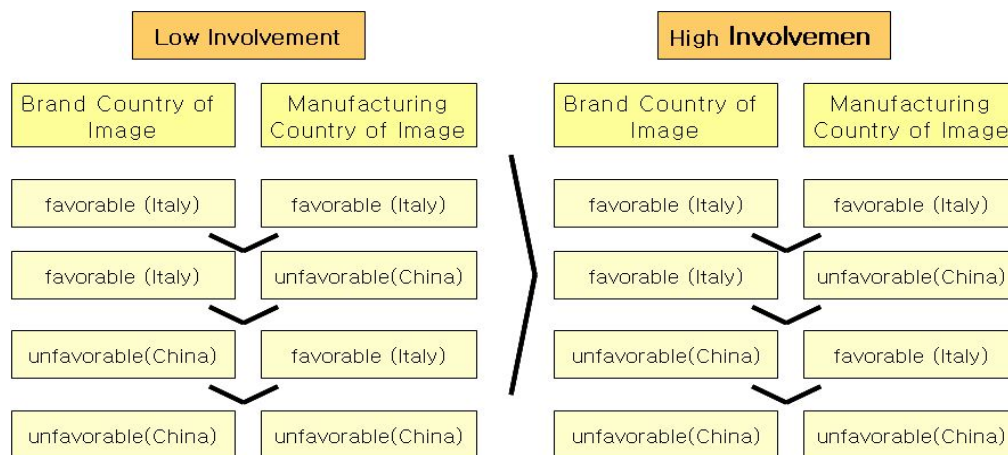 Low Involvement
High Involvemen
Brand Country of
Image
Manufacturing
Country of Image
Brand Country of
Image
Manufacturing
Country of Image
favorable (Italy)
favorable (Italy)
favorable (Italy)
favorable (Italy)
favorable (Italy)
unfavorable(China)
favorable (Italy)
unfavorable(China)
unfavorable(China)
favorable (Italy)
unfavorable(China)
favorable (Italy)
unfavorable(China)
unfavorable(China)
unfavorable(China)
unfavorable(China)